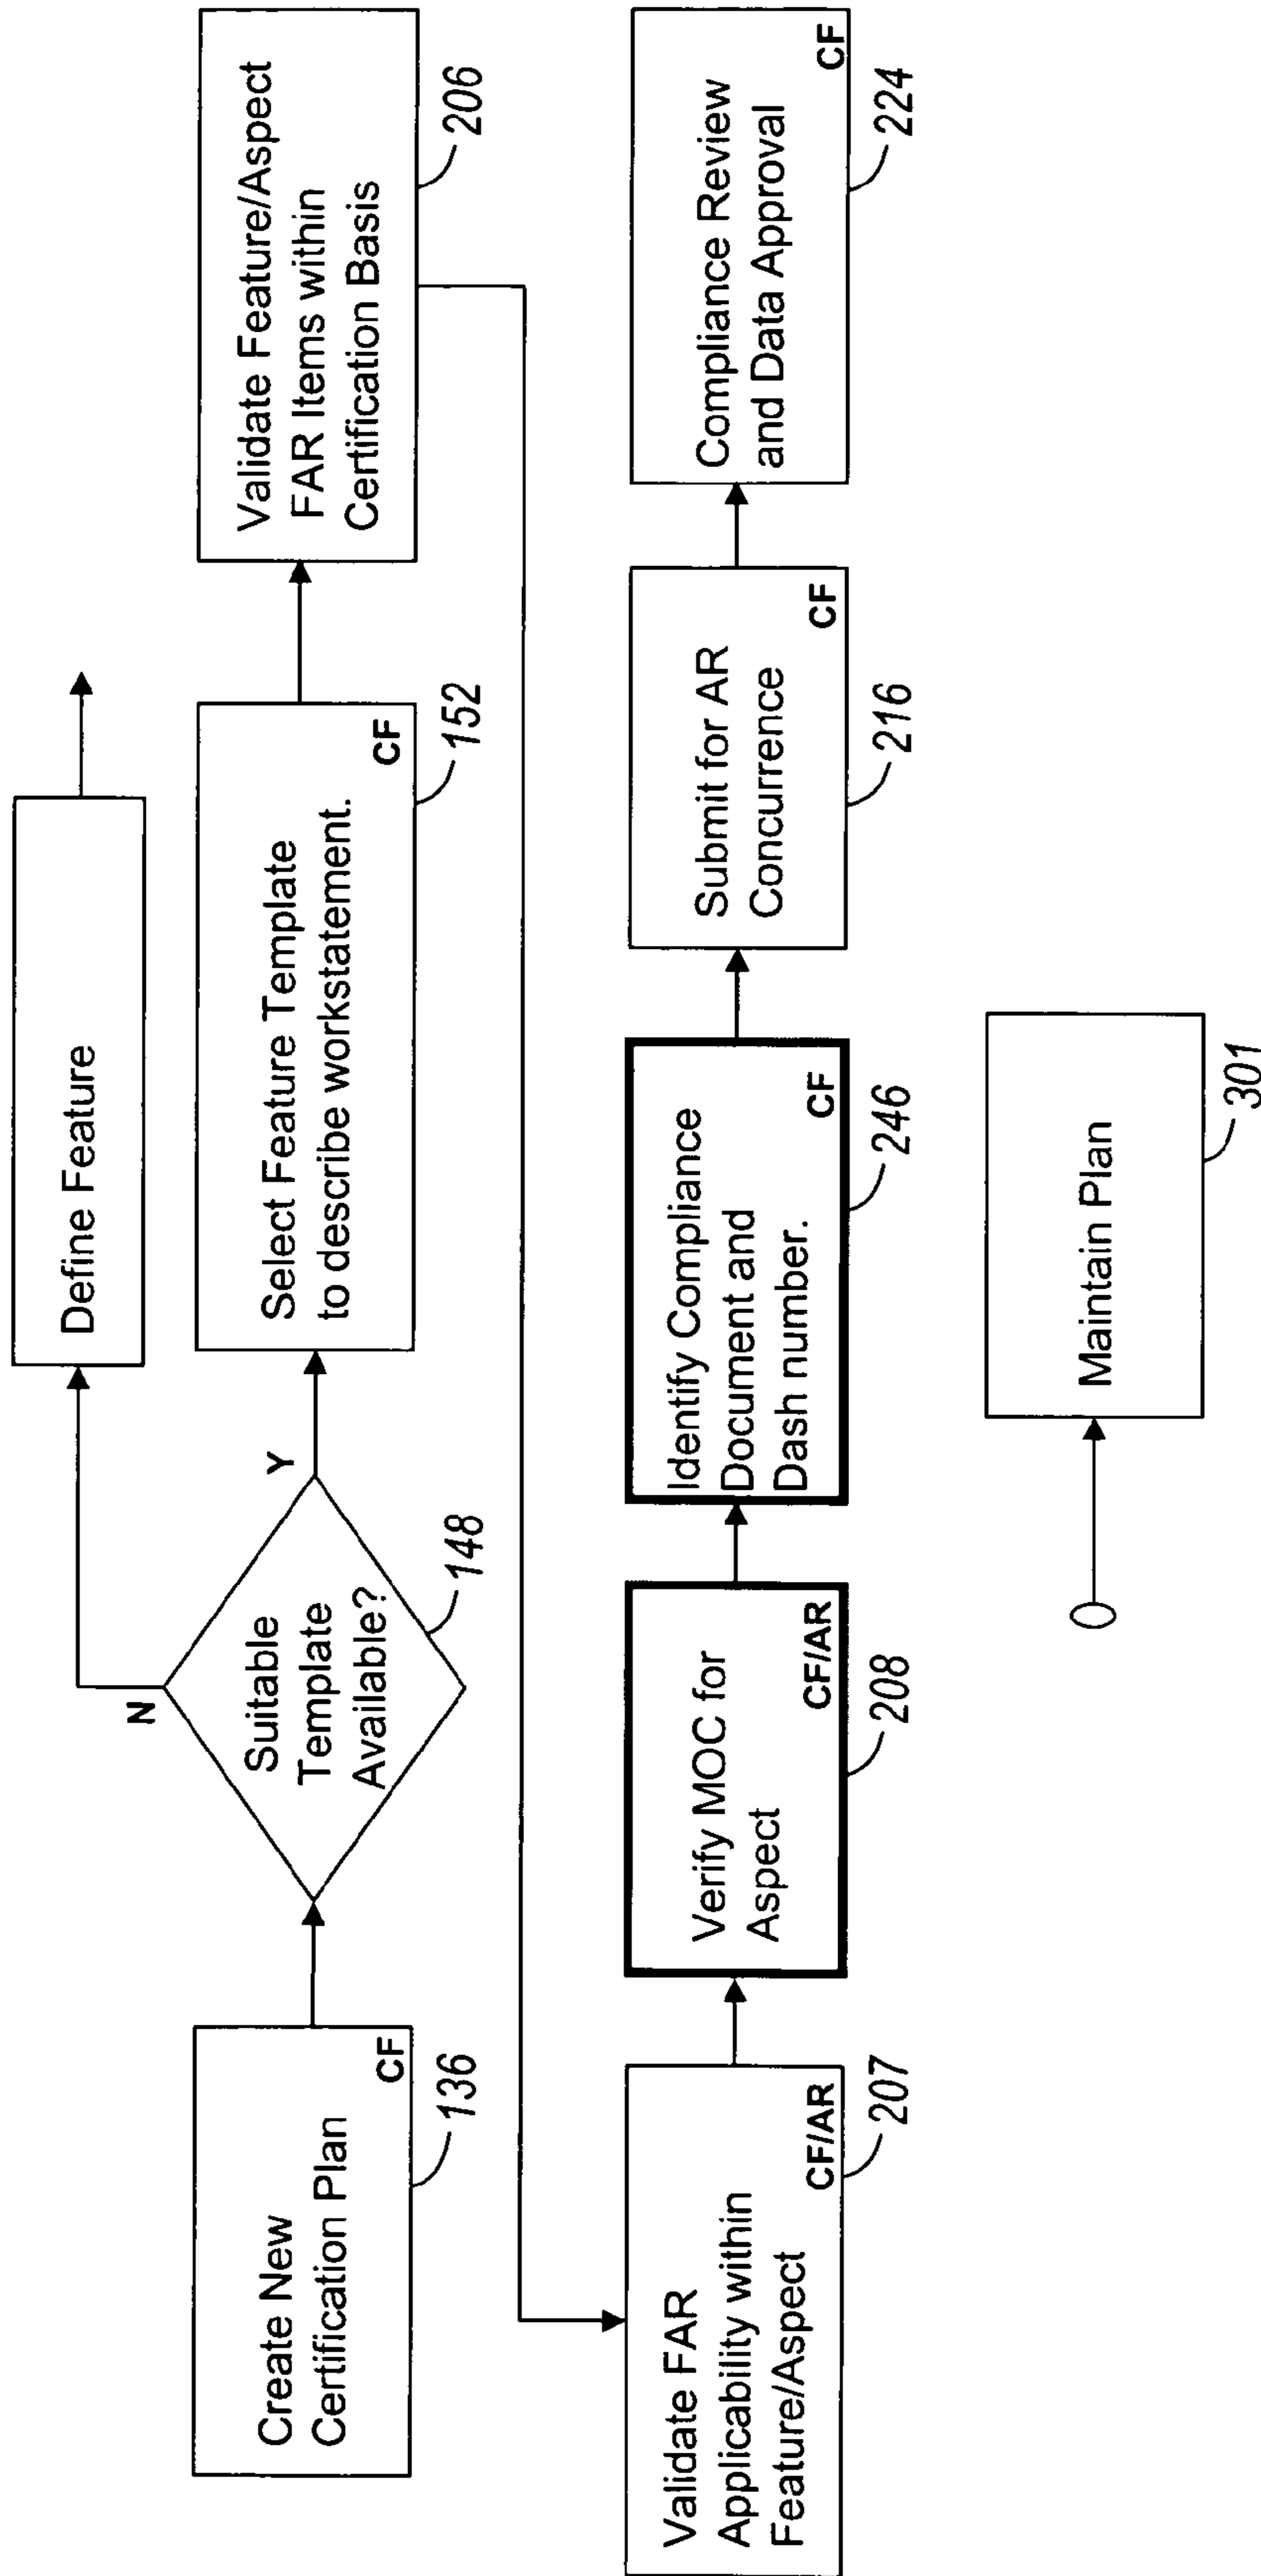 Define Feature
N
Y
Create New
Certification Plan
CF
136
Suitable
Template
Available?
148
Select Feature Template
to describe workstatement.
CF
152
Validate Feature/Aspect
FAR Items within
Certification Basis
206
Validate FAR
Applicability within
Feature/Aspect
CF/AR
207
Verify MOC for
Aspect
CF/AR
208
Identify Compliance
Document and
Dash number.
CF
246
Submit for AR
Concurrence
CF
216
Compliance Review
and Data Approval
CF
224
Maintain Plan
301